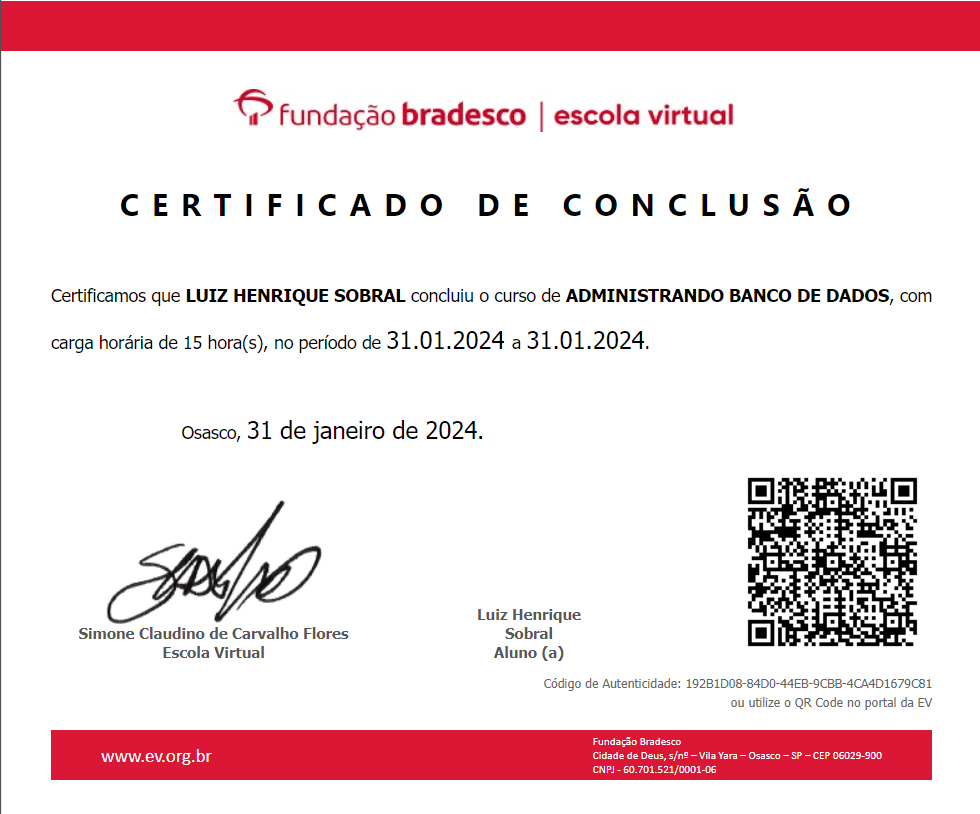 fundação bradesco | escola virtual
CERTIFICADO DE CONCLUSÃO
Certificamos que LUIZ HENRIQUE SOBRAL concluiu o curso de ADMINISTRANDO BANCO DE DADOS, com
carga horária de 15 hora(s), no período de 31.01.2024 a 31.01.2024.
Osasco, 31 de janeiro de 2024.
Simone Claudino de Carvalho Flores
Escola Virtual
Luiz Henrique
Sobral
Aluno (a)
Código de Autenticidade: 192B1D08-84D0-44EB-9CBB-4CA4D1679C81
ou utilize o QR Code no portal da EV
www.ev.org.br
Fundação Bradesco
Cidade de Deus, s/nº – Vila Yara – Osasco – SP – CEP 06029-900
CNPJ - 60.701.521/0001-06